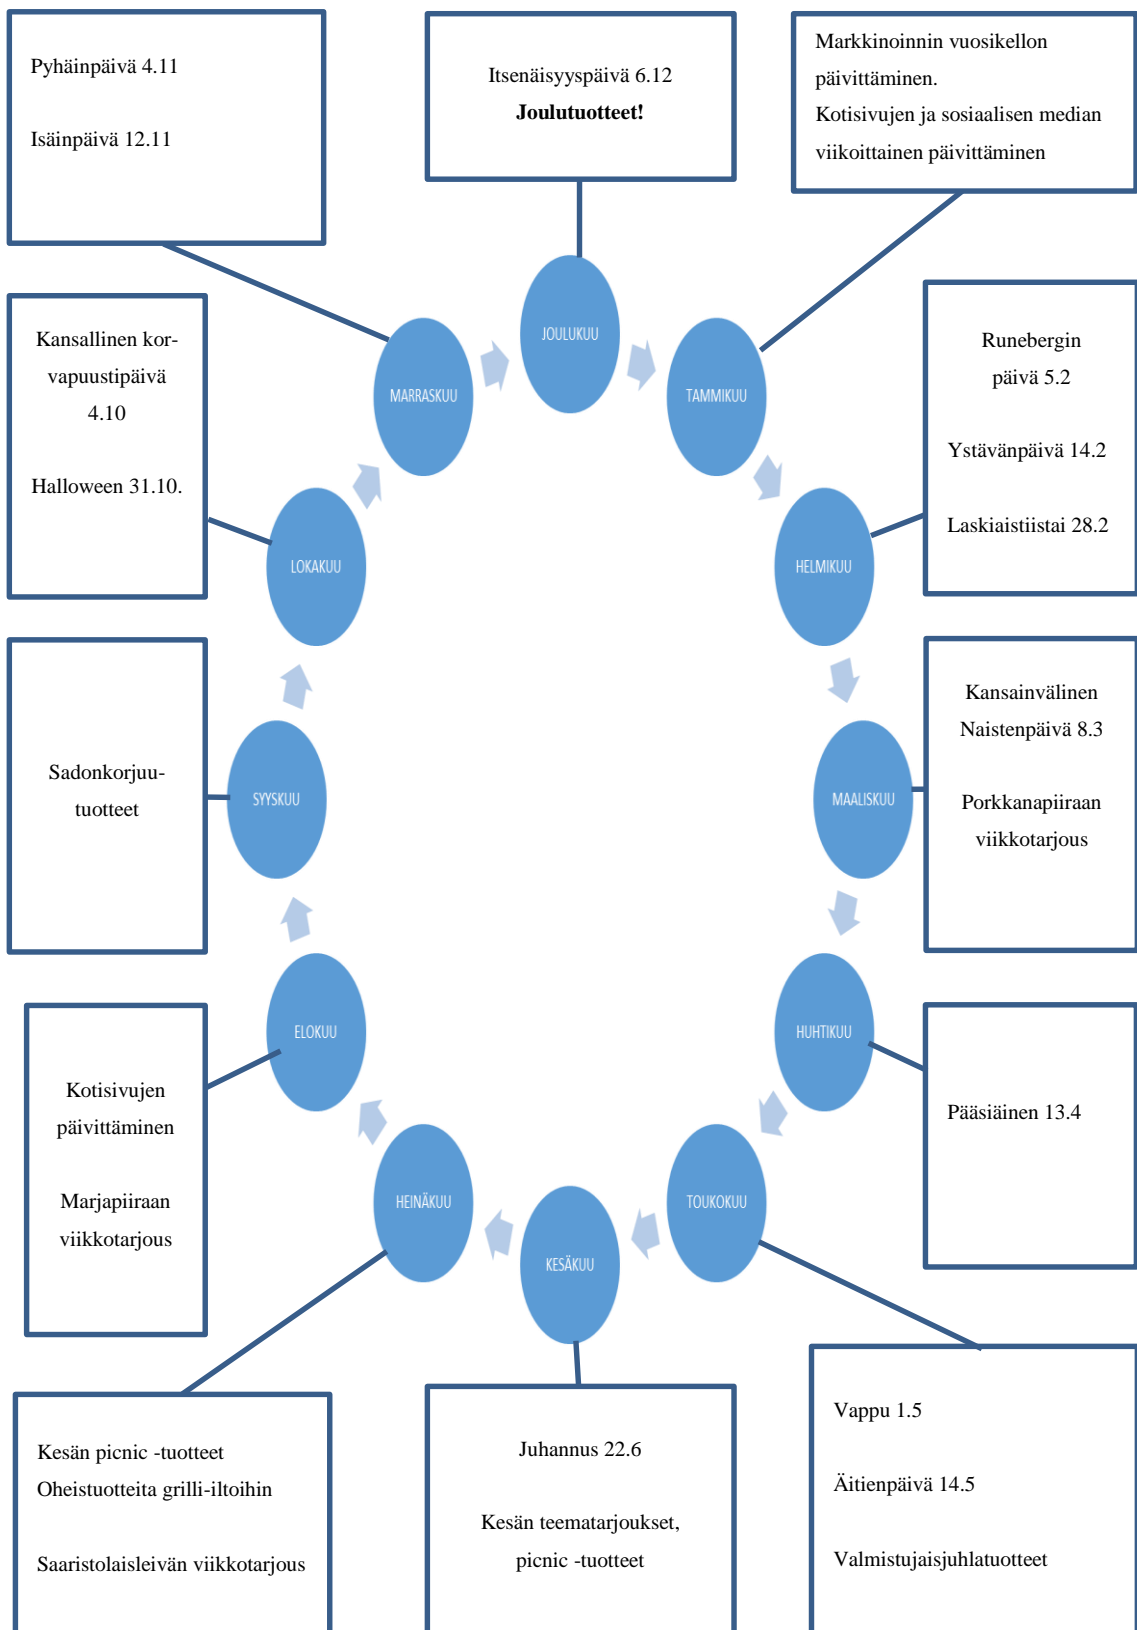 Pyhäinpäivä 4.11
Isäinpäivä 12.11
Itsenäisyyspäivä 6.12
Joulutuotteet!
Markkinoinnin vuosikellon
päivittäminen.
Kotisivujen ja sosiaalisen median
viikoittainen päivittäminen
JOULUKUU
MARRASKUU
TAMMIKUU
Kansallinen kor-
vapuustipäivä
4.10
Halloween 31.10.
Runebergin
päivä 5.2
Ystävänpäivä 14.2
Laskiaistiistai 28.2
LOKAKUU
HELMIKUU
Sadonkorjuu-
tuotteet
SYYSKUU
MAALISKUU
Kansainvälinen
Naistenpäivä 8.3
Porkkanapiiraan
viikkotarjous
ELOKUU
HUHTIKUU
Kotisivujen
päivittäminen
Marjapiiraan
viikkotarjous
Pääsiäinen 13.4
HEINÄKUU
TOUKOKUU
KESÄKUU
Kesän picnic -tuotteet
Oheistuotteita grilli-iltoihin
Saaristolaisleivän viikkotarjous
Juhannus 22.6
Kesän teematarjoukset,
picnic -tuotteet
Vappu 1.5
Äitienpäivä 14.5
Valmistujaisjuhlatuotteet